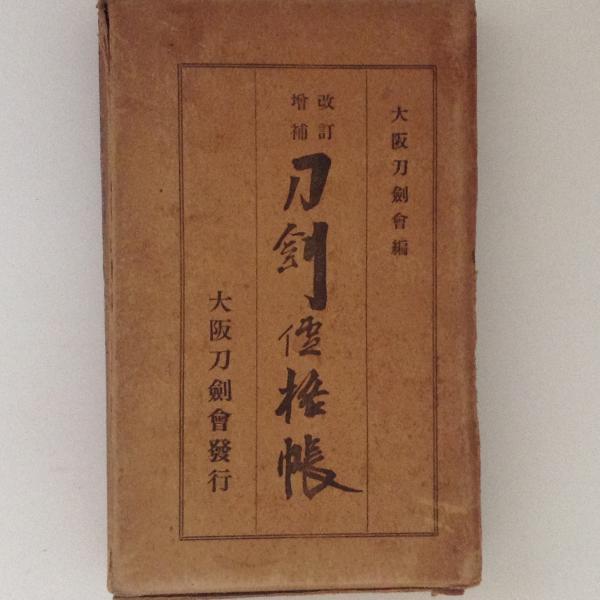 大阪刀劍會編
改訂
增補
刀劍價格帳
大阪刀劍會發行